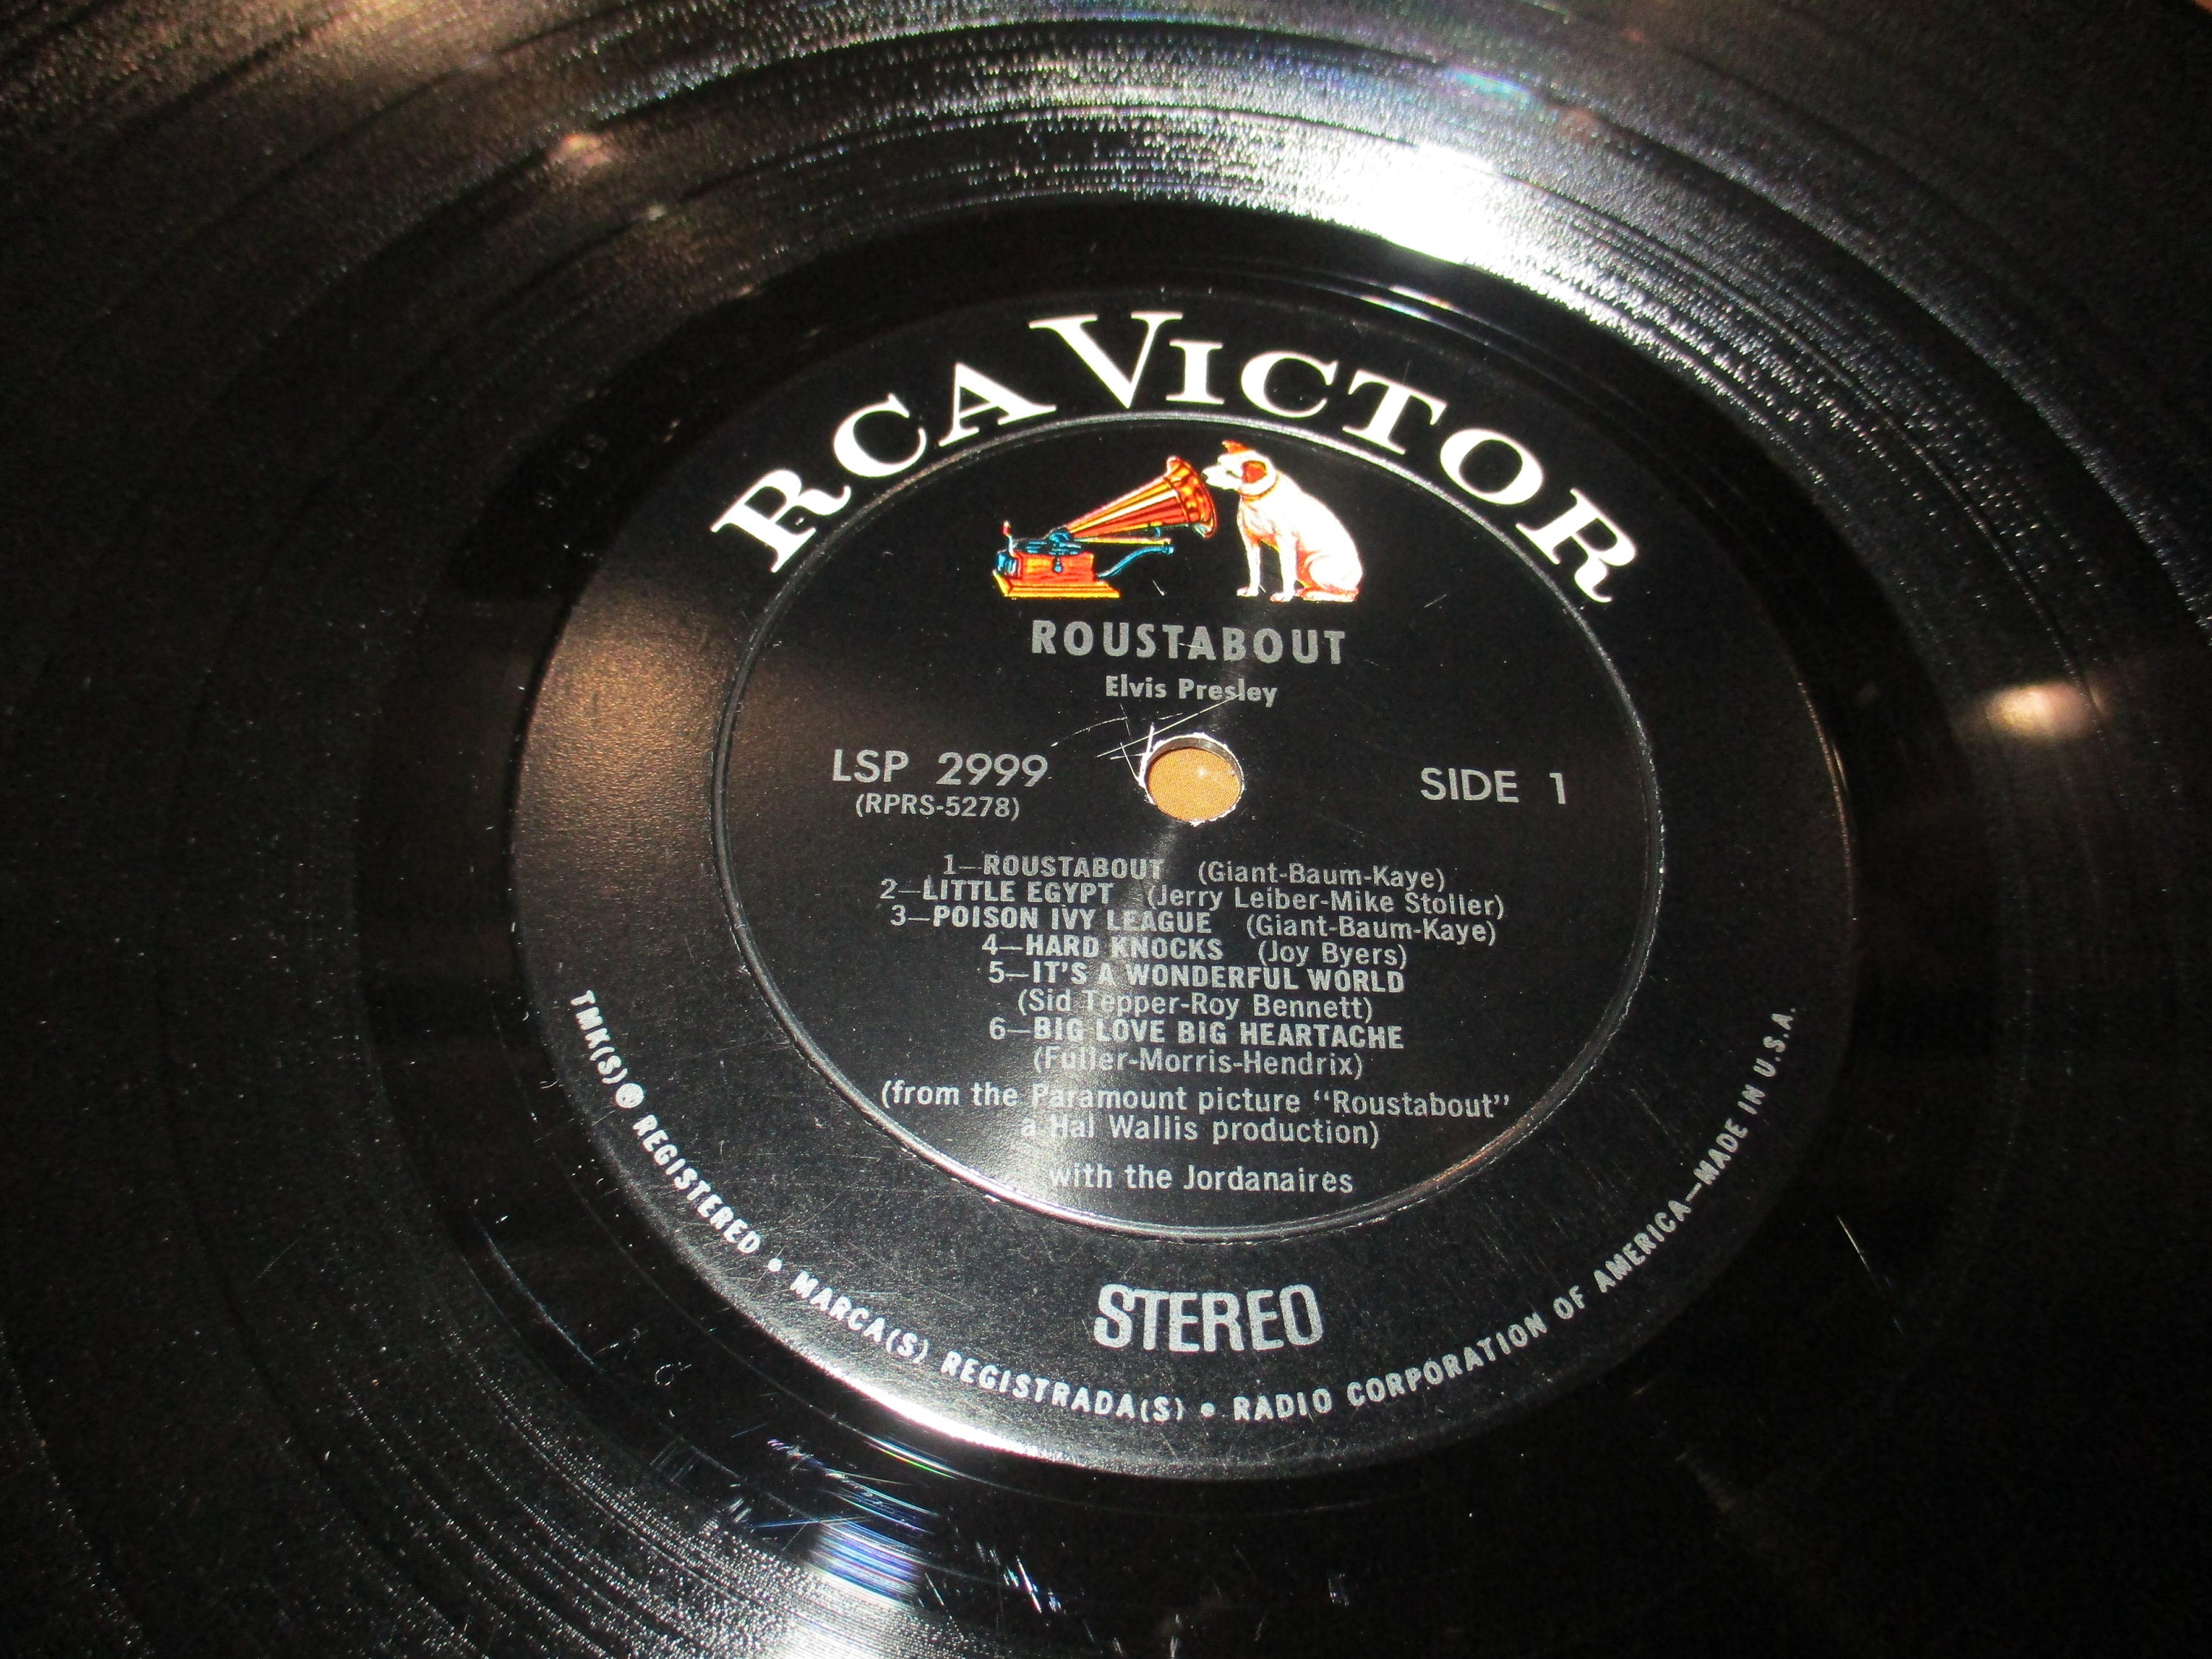 RCA VICTOR
ROUSTABOUT
Elvis Presley
LSP 2999
(RPRS-5278)
SIDE 1
1—ROUSTABOUT (Giant-Baum-Kaye)
2—LITTLE EGYPT (Jerry Leiber-Mike Stoller)
3—POISON IVY LEAGUE (Giant-Baum-Kaye)
4—HARD KNOCKS (Joy Byers)
5—IT'S A WONDERFUL WORLD
(Sid Tepper-Roy Bennett)
6—BIG LOVE BIG HEARTACHE
(Fuller-Morris-Hendrix)
(from the Paramount picture "Roustabout"
a Hal Wallis production)
with the Jordanaires
STEREO
TMK(S) ® REGISTERED • MARCA(S) REGISTRADA(S) • RADIO CORPORATION OF AMERICA—MADE IN U.S.A.